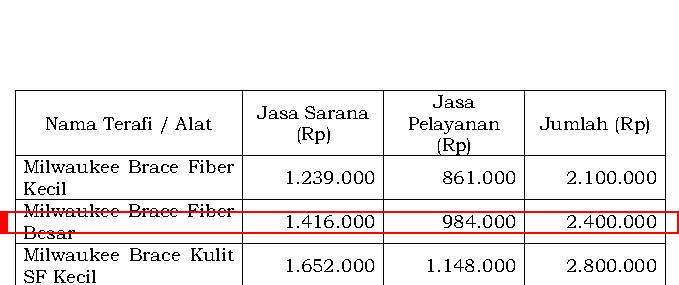 Nama Terafi / Alat
Jasa Sarana
(Rp)
Jasa
Pelayanan
(Rp)
Jumlah (Rp)
Milwaukee Brace Fiber
Kecil
1.239.000
861.000
2.100.000
Milwaukee Brace Fiber
Besar
1.416.000
984.000
2.400.000
Milwaukee Brace Kulit
SF Kecil
1.652.000
1.148.000
2.800.000